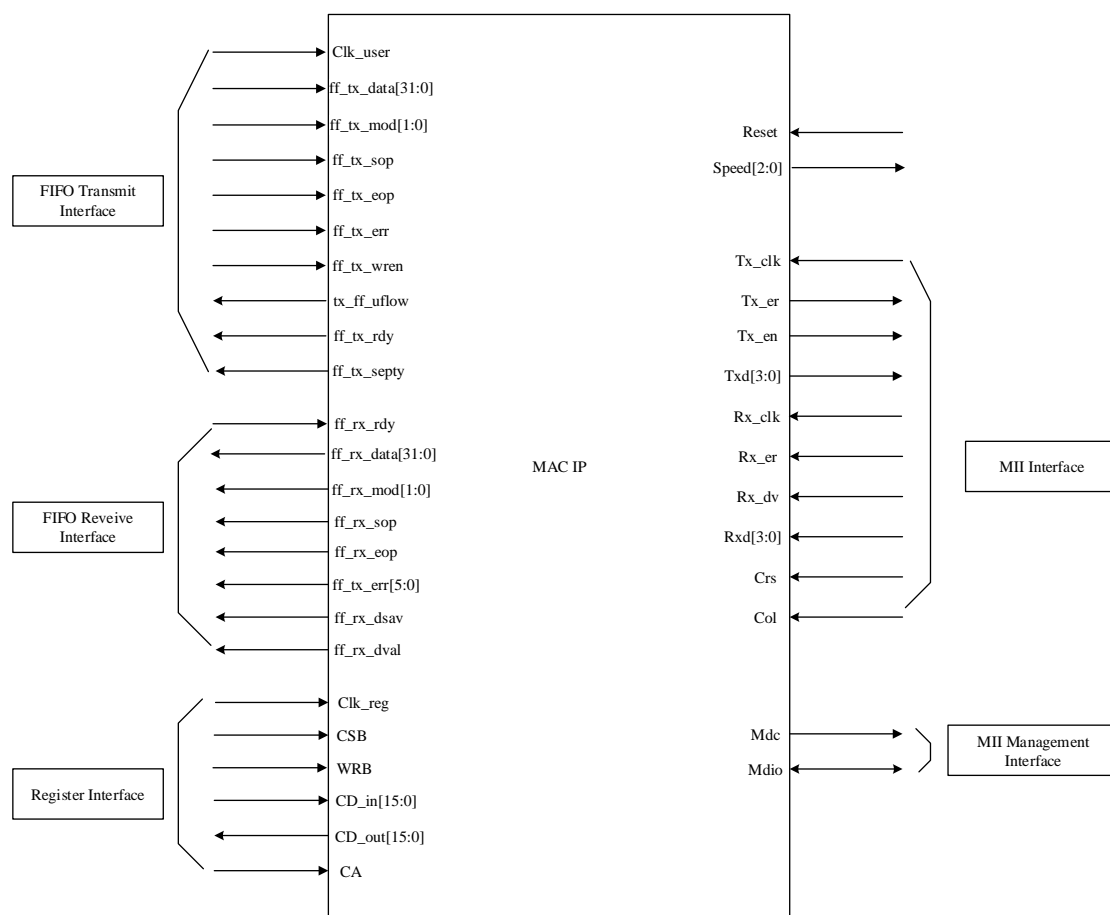 Clk_user
ff_tx_data[31:0]
ff_tx_mod[1:0]
ff_tx_sop
ff_tx_eop
ff_tx_err
ff_tx_wren
tx_ff_uflow
ff_tx_rdy
ff_tx_septy
FIFO Transmit
Interface
ff_rx_rdy
ff_rx_data[31:0]
ff_rx_mod[1:0]
ff_rx_sop
ff_rx_eop
ff_tx_err[5:0]
ff_rx_dsav
ff_rx_dval
FIFO Reveive
Interface
Clk_reg
CSB
WRB
CD_in[15:0]
CD_out[15:0]
CA
Register Interface
MAC IP
Reset
Speed[2:0]
Tx_clk
Tx_er
Tx_en
Txd[3:0]
Rx_clk
Rx_er
Rx_dv
Rxd[3:0]
Crs
Col
MII Interface
Mdc
Mdio
MII Management
Interface